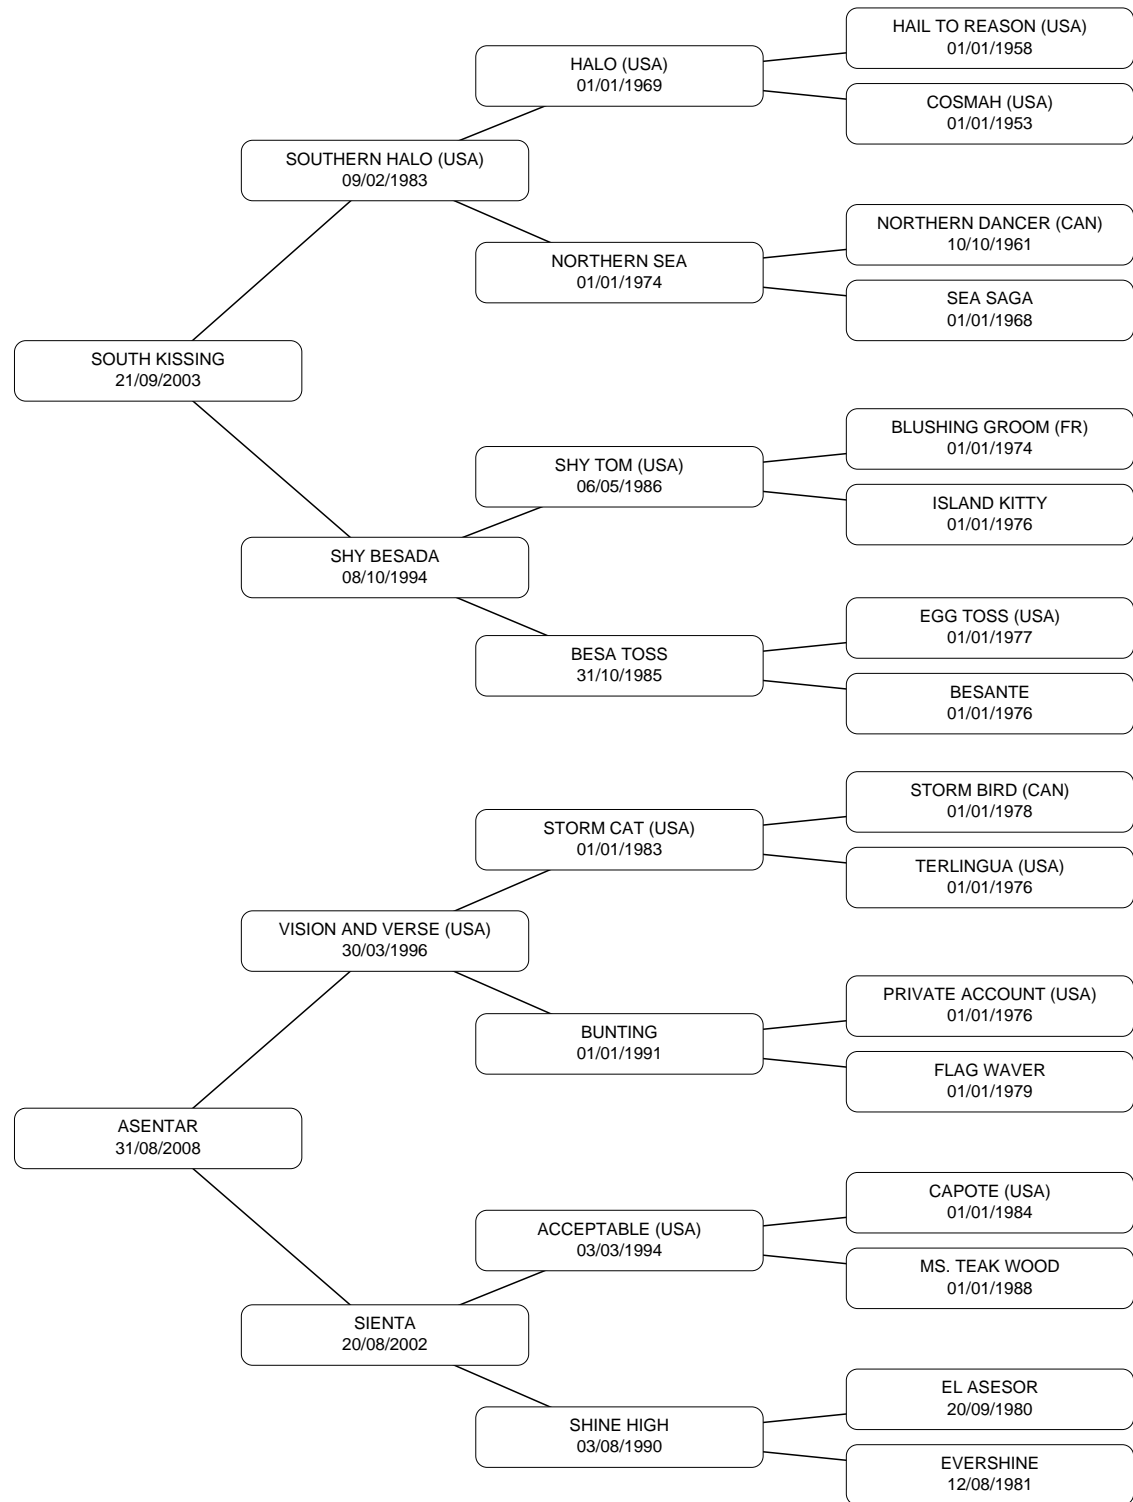 HAIL TO REASON (USA)
01/01/1958
HALO (USA)
01/01/1969
COSMAH (USA)
01/01/1953
SOUTHERN HALO (USA)
09/02/1983
NORTHERN DANCER (CAN)
10/10/1961
NORTHERN SEA
01/01/1974
SEA SAGA
01/01/1968
SOUTH KISSING
21/09/2003
BLUSHING GROOM (FR)
01/01/1974
SHY TOM (USA)
06/05/1986
ISLAND KITTY
01/01/1976
SHY BESADA
08/10/1994
EGG TOSS (USA)
01/01/1977
BESA TOSS
31/10/1985
BESANTE
01/01/1976
STORM BIRD (CAN)
01/01/1978
STORM CAT (USA)
01/01/1983
TERLINGUA (USA)
01/01/1976
VISION AND VERSE (USA)
30/03/1996
PRIVATE ACCOUNT (USA)
01/01/1976
BUNTING
01/01/1991
FLAG WAVER
01/01/1979
ASENTAR
31/08/2008
CAPOTE (USA)
01/01/1984
ACCEPTABLE (USA)
03/03/1994
MS. TEAK WOOD
01/01/1988
SIENTA
20/08/2002
EL ASESOR
20/09/1980
SHINE HIGH
03/08/1990
EVERSHINE
12/08/1981